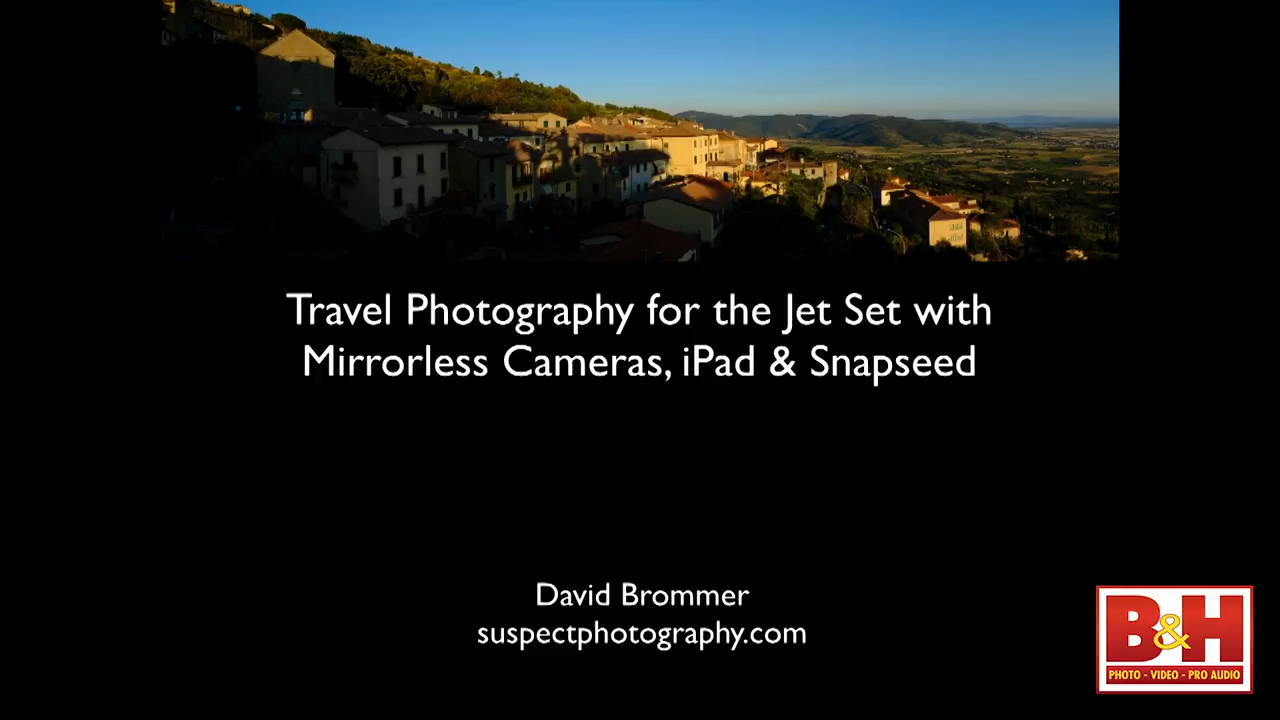 Travel Photography for the Jet Set with
Mirrorless Cameras, iPad & Snapseed
David Brommer
suspectphotography.com
B&H
PHOTO - VIDEO - PRO AUDIO